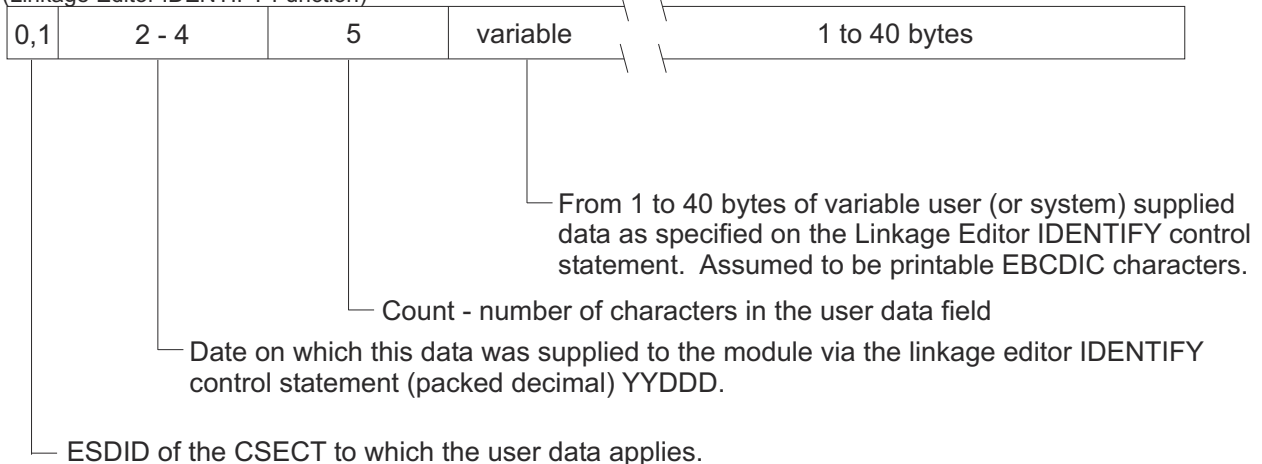 (Linkage Editor IDENTIFY Function)
0,1 2 - 4 5 variable 1 to 40 bytes
From 1 to 40 bytes of variable user (or system) supplied
data as specified on the Linkage Editor IDENTIFY control
statement. Assumed to be printable EBCDIC characters.
Count - number of characters in the user data field
Date on which this data was supplied to the module via the linkage editor IDENTIFY
control statement (packed decimal) YYDDD.
ESDID of the CSECT to which the user data applies.